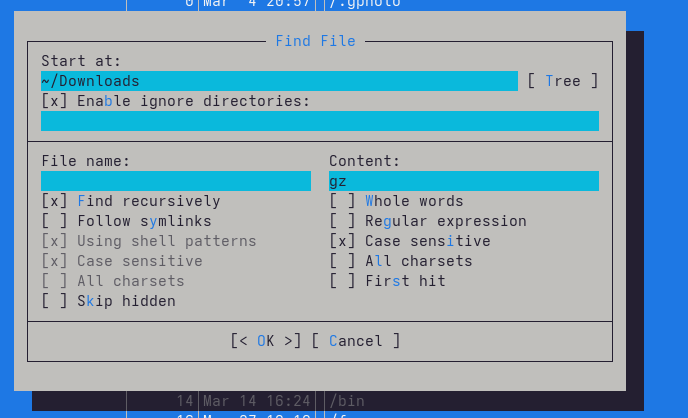 0 Mar 4 20:57 /.gphoto
Find File
Start at:
~/Downloads [ Tree ]
[x] Enable ignore directories:
File name: Content:
gz
[x] Find recursively [ ] Whole words
[ ] Follow symlinks [ ] Regular expression
[x] Using shell patterns [x] Case sensitive
[x] Case sensitive [ ] All charsets
[ ] All charsets [ ] First hit
[ ] Skip hidden
[< OK >] [ Cancel ]
14 Mar 14 16:24 /bin